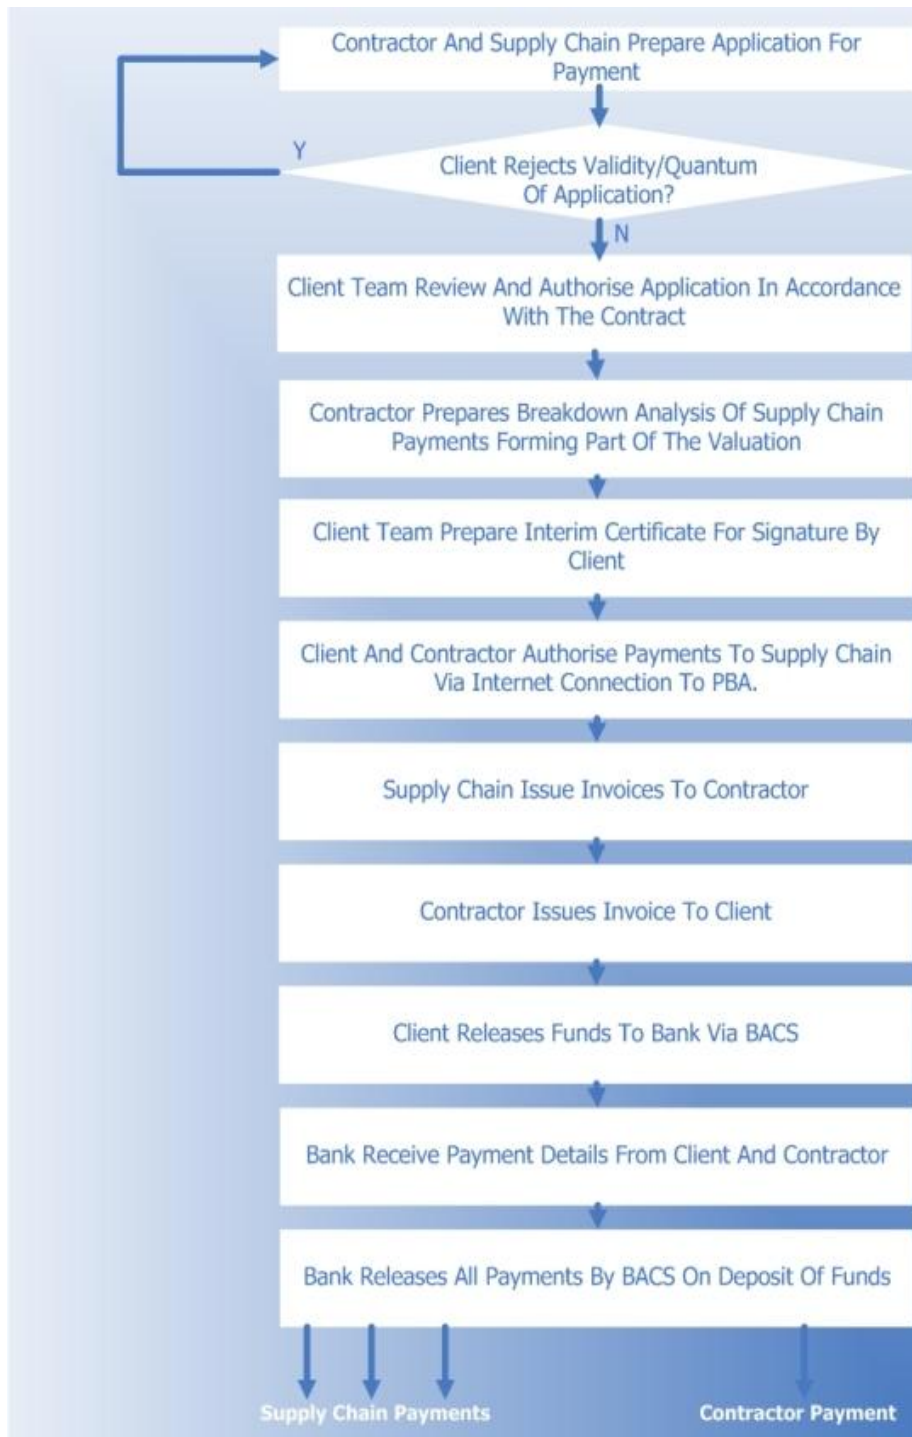 Contractor And Supply Chain Prepare Application For
Payment
Y
Client Rejects Validity/Quantum
Of Application?
N
Client Team Review And Authorise Application In Accordance
With The Contract
Contractor Prepares Breakdown Analysis Of Supply Chain
Payments Forming Part Of The Valuation
Client Team Prepare Interim Certificate For Signature By
Client
Client And Contractor Authorise Payments To Supply Chain
Via Internet Connection To PBA.
Supply Chain Issue Invoices To Contractor
Contractor Issues Invoice To Client
Client Releases Funds To Bank Via BACS
Bank Receive Payment Details From Client And Contractor
Bank Releases All Payments By BACS On Deposit Of Funds
Supply Chain Payments
Contractor Payment